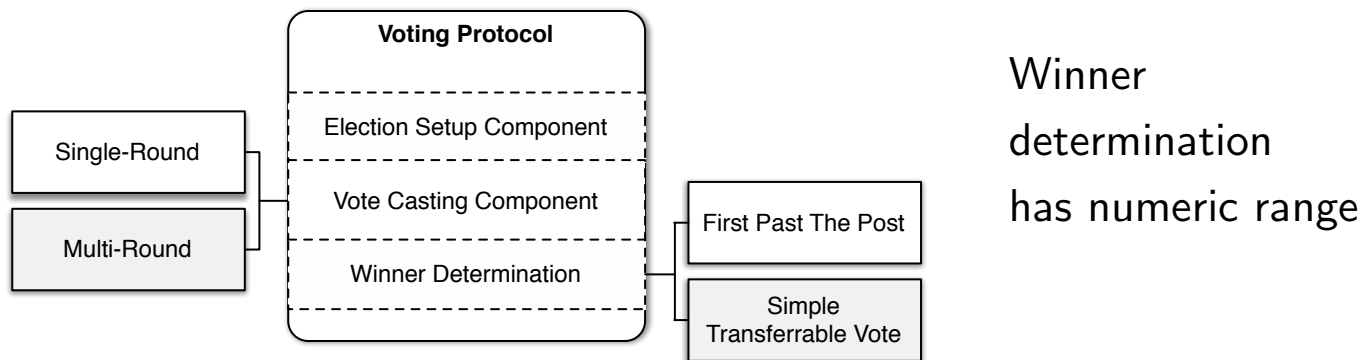 Voting Protocol
Election Setup Component
Vote Casting Component
Winner Determination
Single-Round
Multi-Round
First Past The Post
Simple
Transferrable Vote
Winner
determination
has numeric range